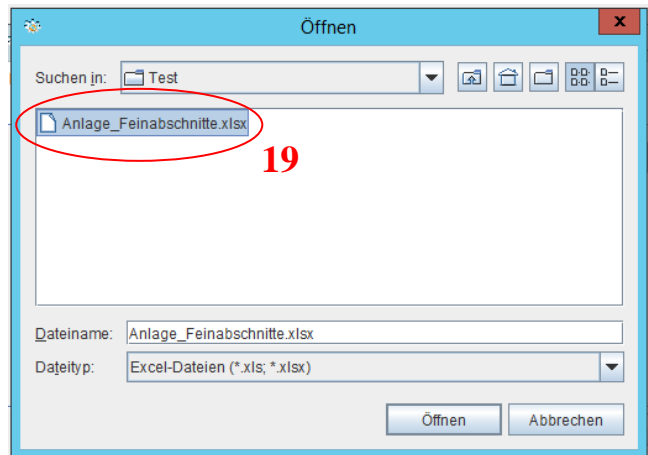 Öffnen
x
Suchen in: Test
Anlage_Feinabschnitte.xlsx
19
Dateiname: Anlage_Feinabschnitte.xlsx
Dateityp: Excel-Dateien (*.xls; *.xlsx)
Öffnen Abbrechen